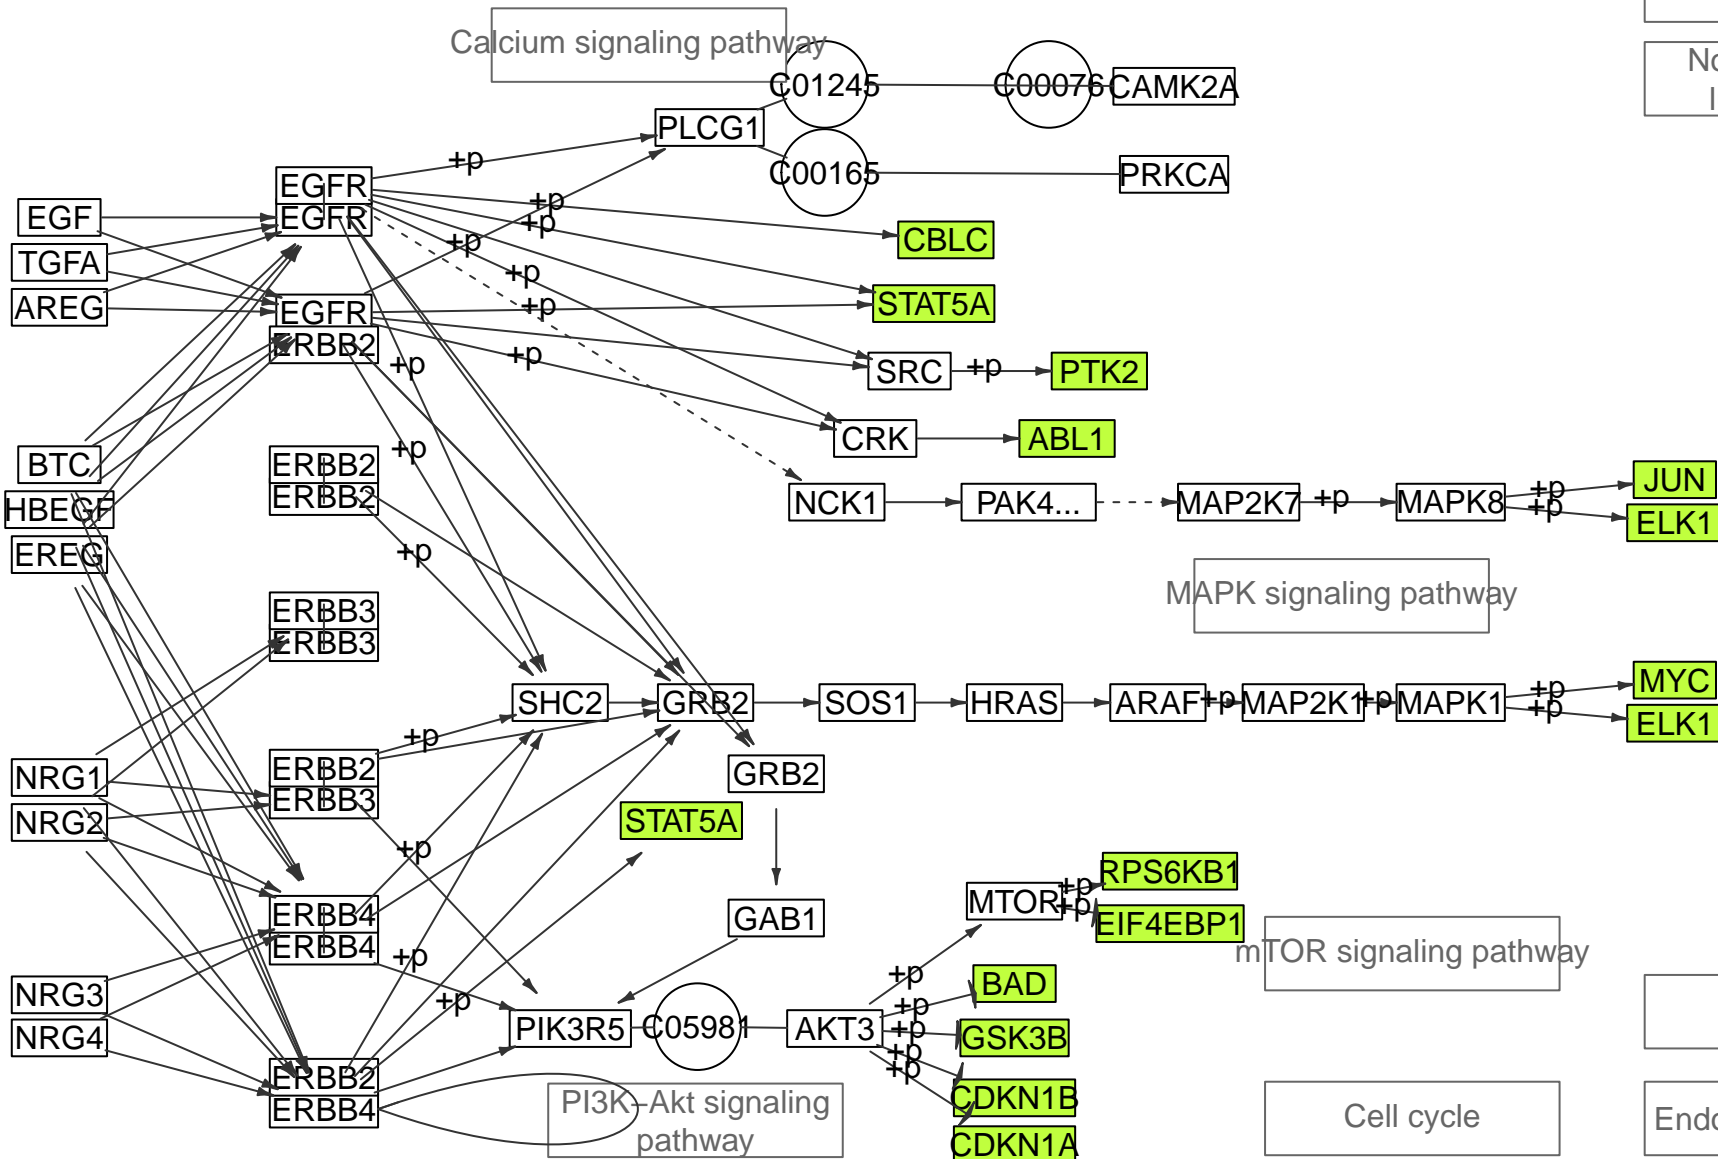 Calcium signaling pathway
No
C01245
C00076
CAMK2A
PLCG1
+p
C00165
PRKCA
EGFR
EGFR
EGF
+p
+p
CBLC
+p
TGFA
+p
AREG
EGFR
+p
STAT5A
ERBB2
+p
+p
SRC
+p
PTK2
CRK
ABL1
+p
BTC
ERBB2
ERBB2
HBEGF
NCK1
PAK4...
MAP2K7
+p
MAPK8
+p
+p
JUN
ELK1
EREG
+p
MAPK signaling pathway
ERBB3
ERBB3
SHC2
GRB2
SOS1
HRAS
ARAF
+p
MAP2K1
+p
MAPK1
+p
+p
MYC
ELK1
+p
NRG1
ERBB2
ERBB3
GRB2
NRG2
STAT5A
+p
RPS6KB1
MTOR
+p
+p
EIF4EBP1
ERBB4
ERBB4
GAB1
mTOR signaling pathway
+p
+p
BAD
NRG3
+p
+p
NRG4
PIK3R5
C05981
AKT3
+p
GSK3B
+p
+p
ERBB2
ERBB4
PI3K–Akt signaling
pathway
CDKN1B
CDKN1A
Cell cycle
Endo